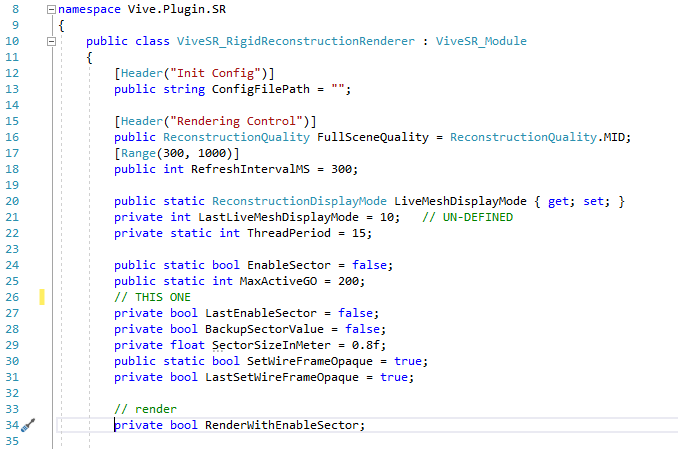 8 namespace Vive.Plugin.SR
9 {
10 public class ViveSR_RigidReconstructionRenderer : ViveSR_Module
11 {
12 [Header("Init Config")]
13 public string ConfigFilePath = "";
14
15 [Header("Rendering Control")]
16 public ReconstructionQuality FullSceneQuality = ReconstructionQuality.MID;
17 [Range(300, 1000)]
18 public int RefreshIntervalMS = 300;
19
20 public static ReconstructionDisplayMode LiveMeshDisplayMode { get; set; }
21 private int LastLiveMeshDisplayMode = 10; // UN-DEFINED
22 private static int ThreadPeriod = 15;
23
24 public static bool EnableSector = false;
25 public static int MaxActiveGO = 200;
26 // THIS ONE
27 private bool LastEnableSector = false;
28 private bool BackupSectorValue = false;
29 private float SectorSizeInMeter = 0.8f;
30 public static bool SetWireFrameOpaque = true;
31 private bool LastSetWireFrameOpaque = true;
32
33 // render
34 private bool RenderWithEnableSector;
35